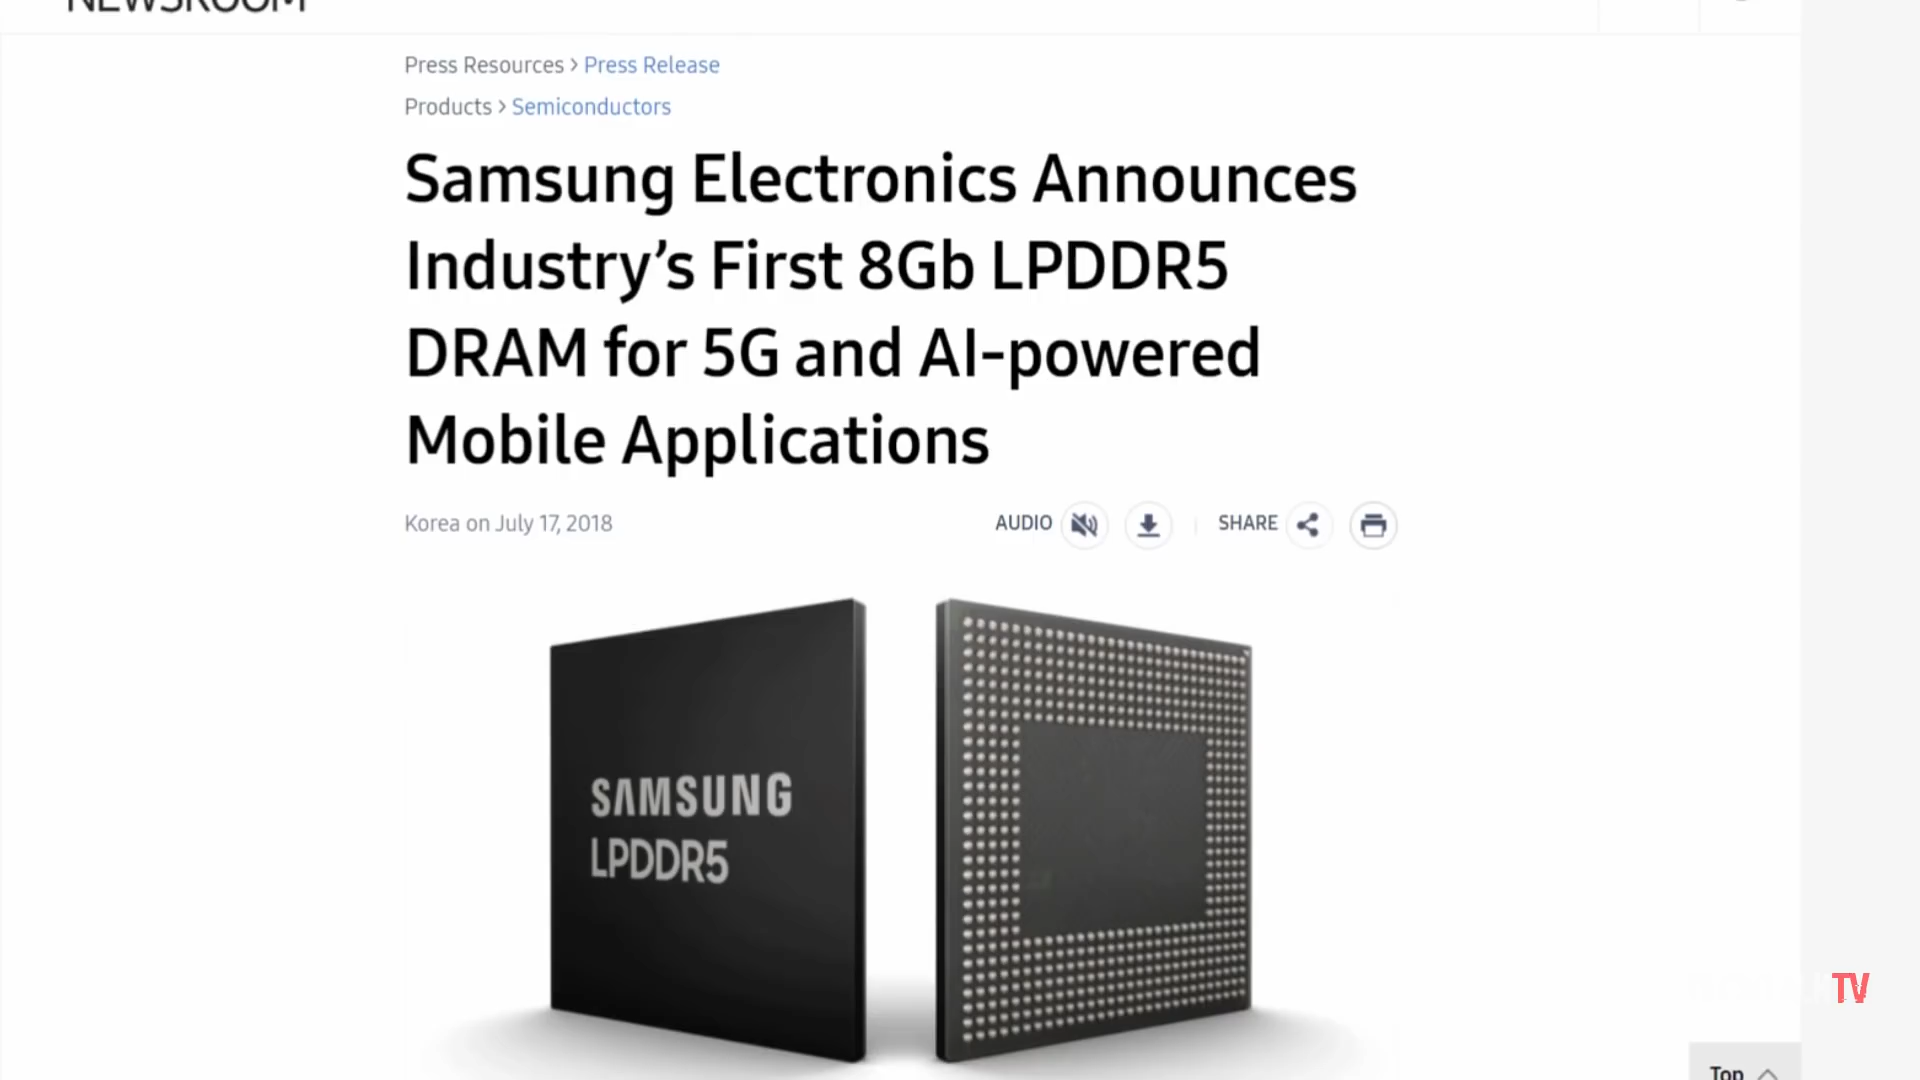 NEWSROOM
Press Resources > Press Release
Products > Semiconductors
Samsung Electronics Announces
Industry’s First 8Gb LPDDR5
DRAM for 5G and AI-powered
Mobile Applications
Korea on July 17, 2018
AUDIO
SHARE
SAMSUNG
LPDDR5
TV
Top